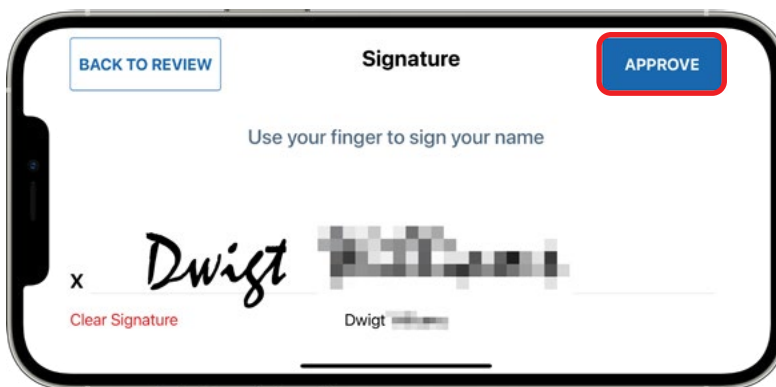 BACK TO REVIEW Signature APPROVE
Use your finger to sign your name
x Dwigt
Clear Signature Dwigt